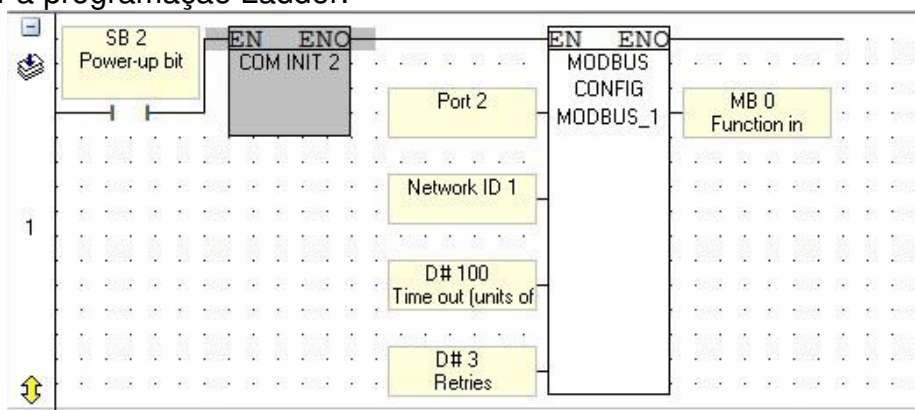 a programação Ladder:
SB 2
Power-up bit
EN ENO
COM INIT 2
EN ENO
MODBUS
CONFIG
MODBUS_1
Port 2
MB 0
Function in
Network ID 1
1
D# 100
Time out (units of
D# 3
Retries